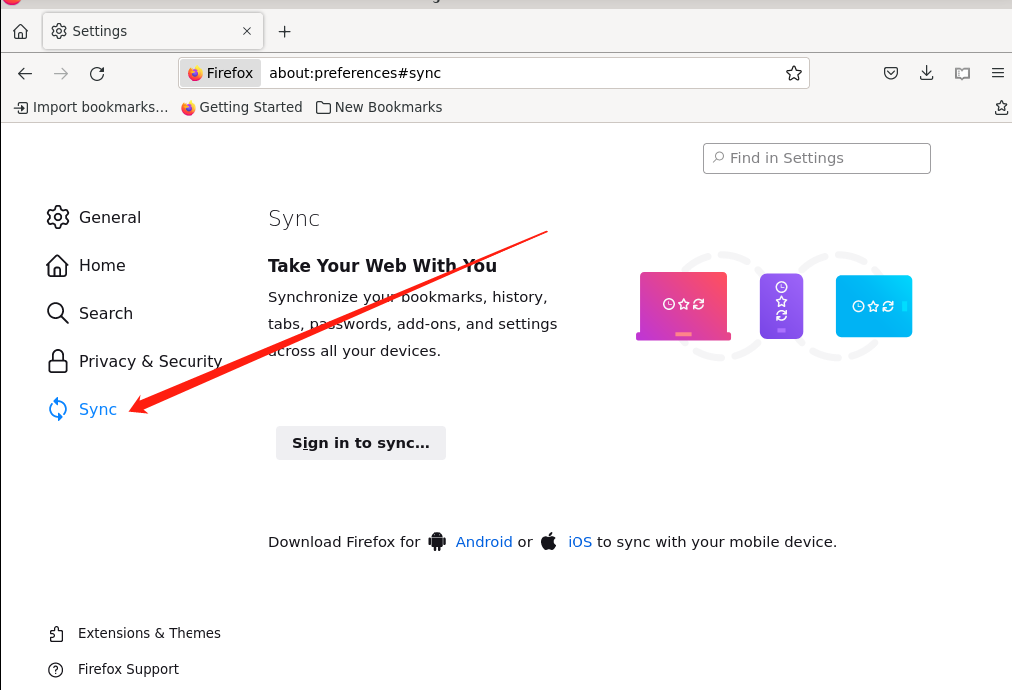 Settings
Firefox about:preferences#sync
Import bookmarks… Getting Started New Bookmarks
Find in Settings
General
Home
Search
Privacy & Security
Sync
Sync
Take Your Web With You
Synchronize your bookmarks, history,
tabs, passwords, add-ons, and settings
across all your devices.
Sign in to sync…
Download Firefox for Android or iOS to sync with your mobile device.
Extensions & Themes
Firefox Support